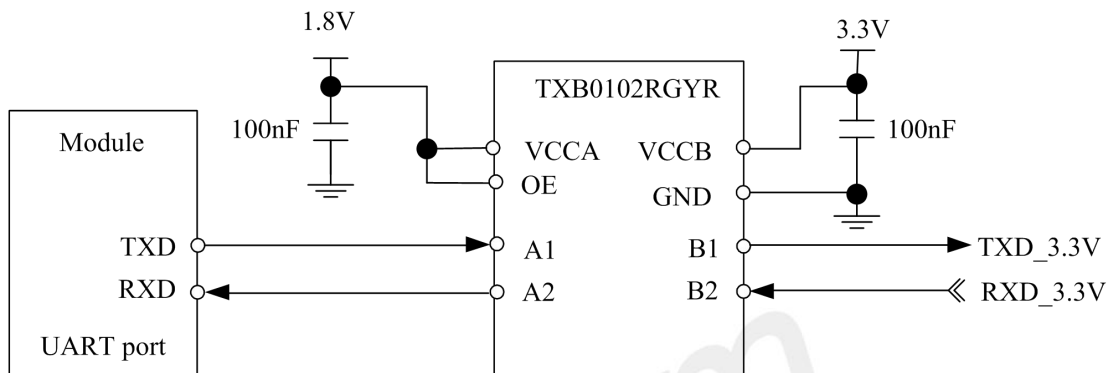 1.8V
3.3V
TXB0102RGYR
100nF
100nF
Module
VCCA
VCCB
OE
GND
TXD
A1
B1
TXD_3.3V
RXD
A2
B2
RXD_3.3V
UART port